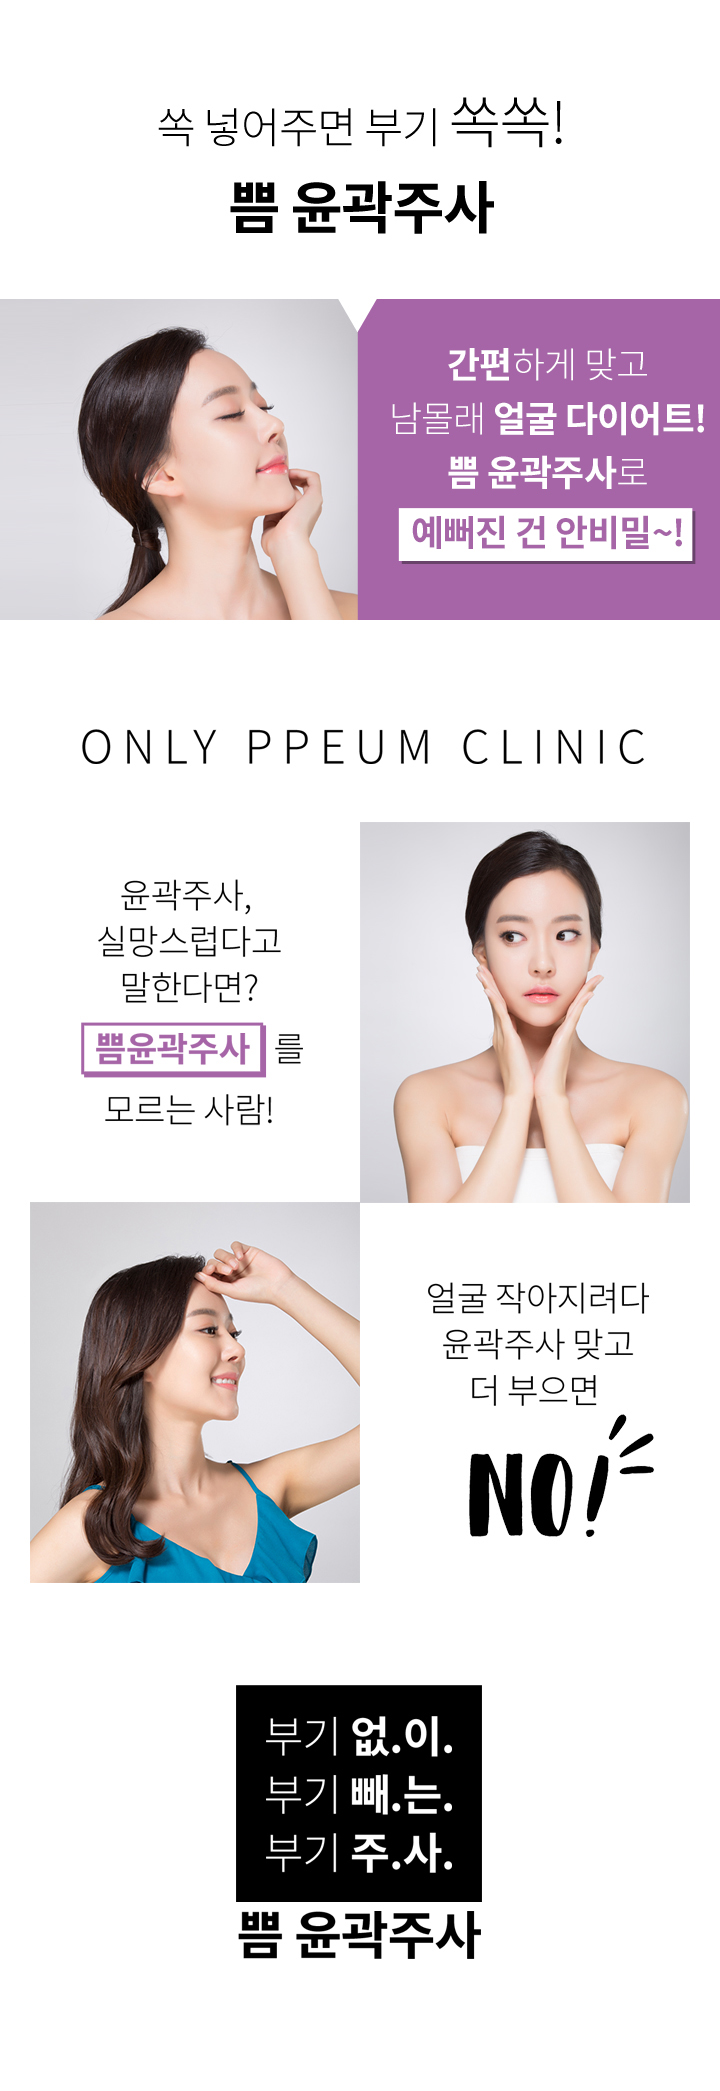 쏙 넣어주면 부기 쏙쏙!
쁨 윤곽주사
간편하게 맞고
남몰래 얼굴 다이어트!
쁨 윤곽주사로
예뻐진 건 안비밀~!
ONLY PPEUM CLINIC
윤곽주사,
실망스럽다고
말한다면?
쁨윤곽주사 를
모르는 사람!
얼굴 작아지려다
윤곽주사 맞고
더 부으면
NO!
부기 없.이.
부기 빼.는.
부기 주.사.
쁨 윤곽주사